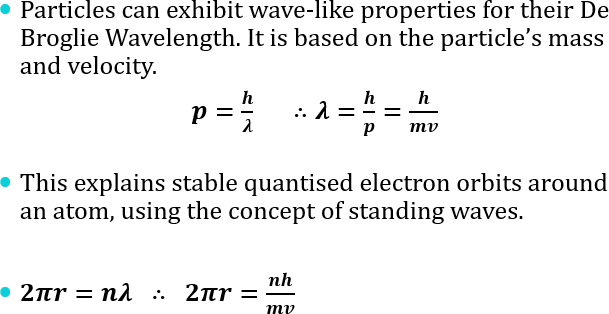 • Particles can exhibit wave-like properties for their De
Broglie Wavelength. It is based on the particle’s mass
and velocity.
p = h/λ ∴ λ = h/p = h/mv
• This explains stable quantised electron orbits around
an atom, using the concept of standing waves.
• 2πr = nλ ∴ 2πr = nh/mv